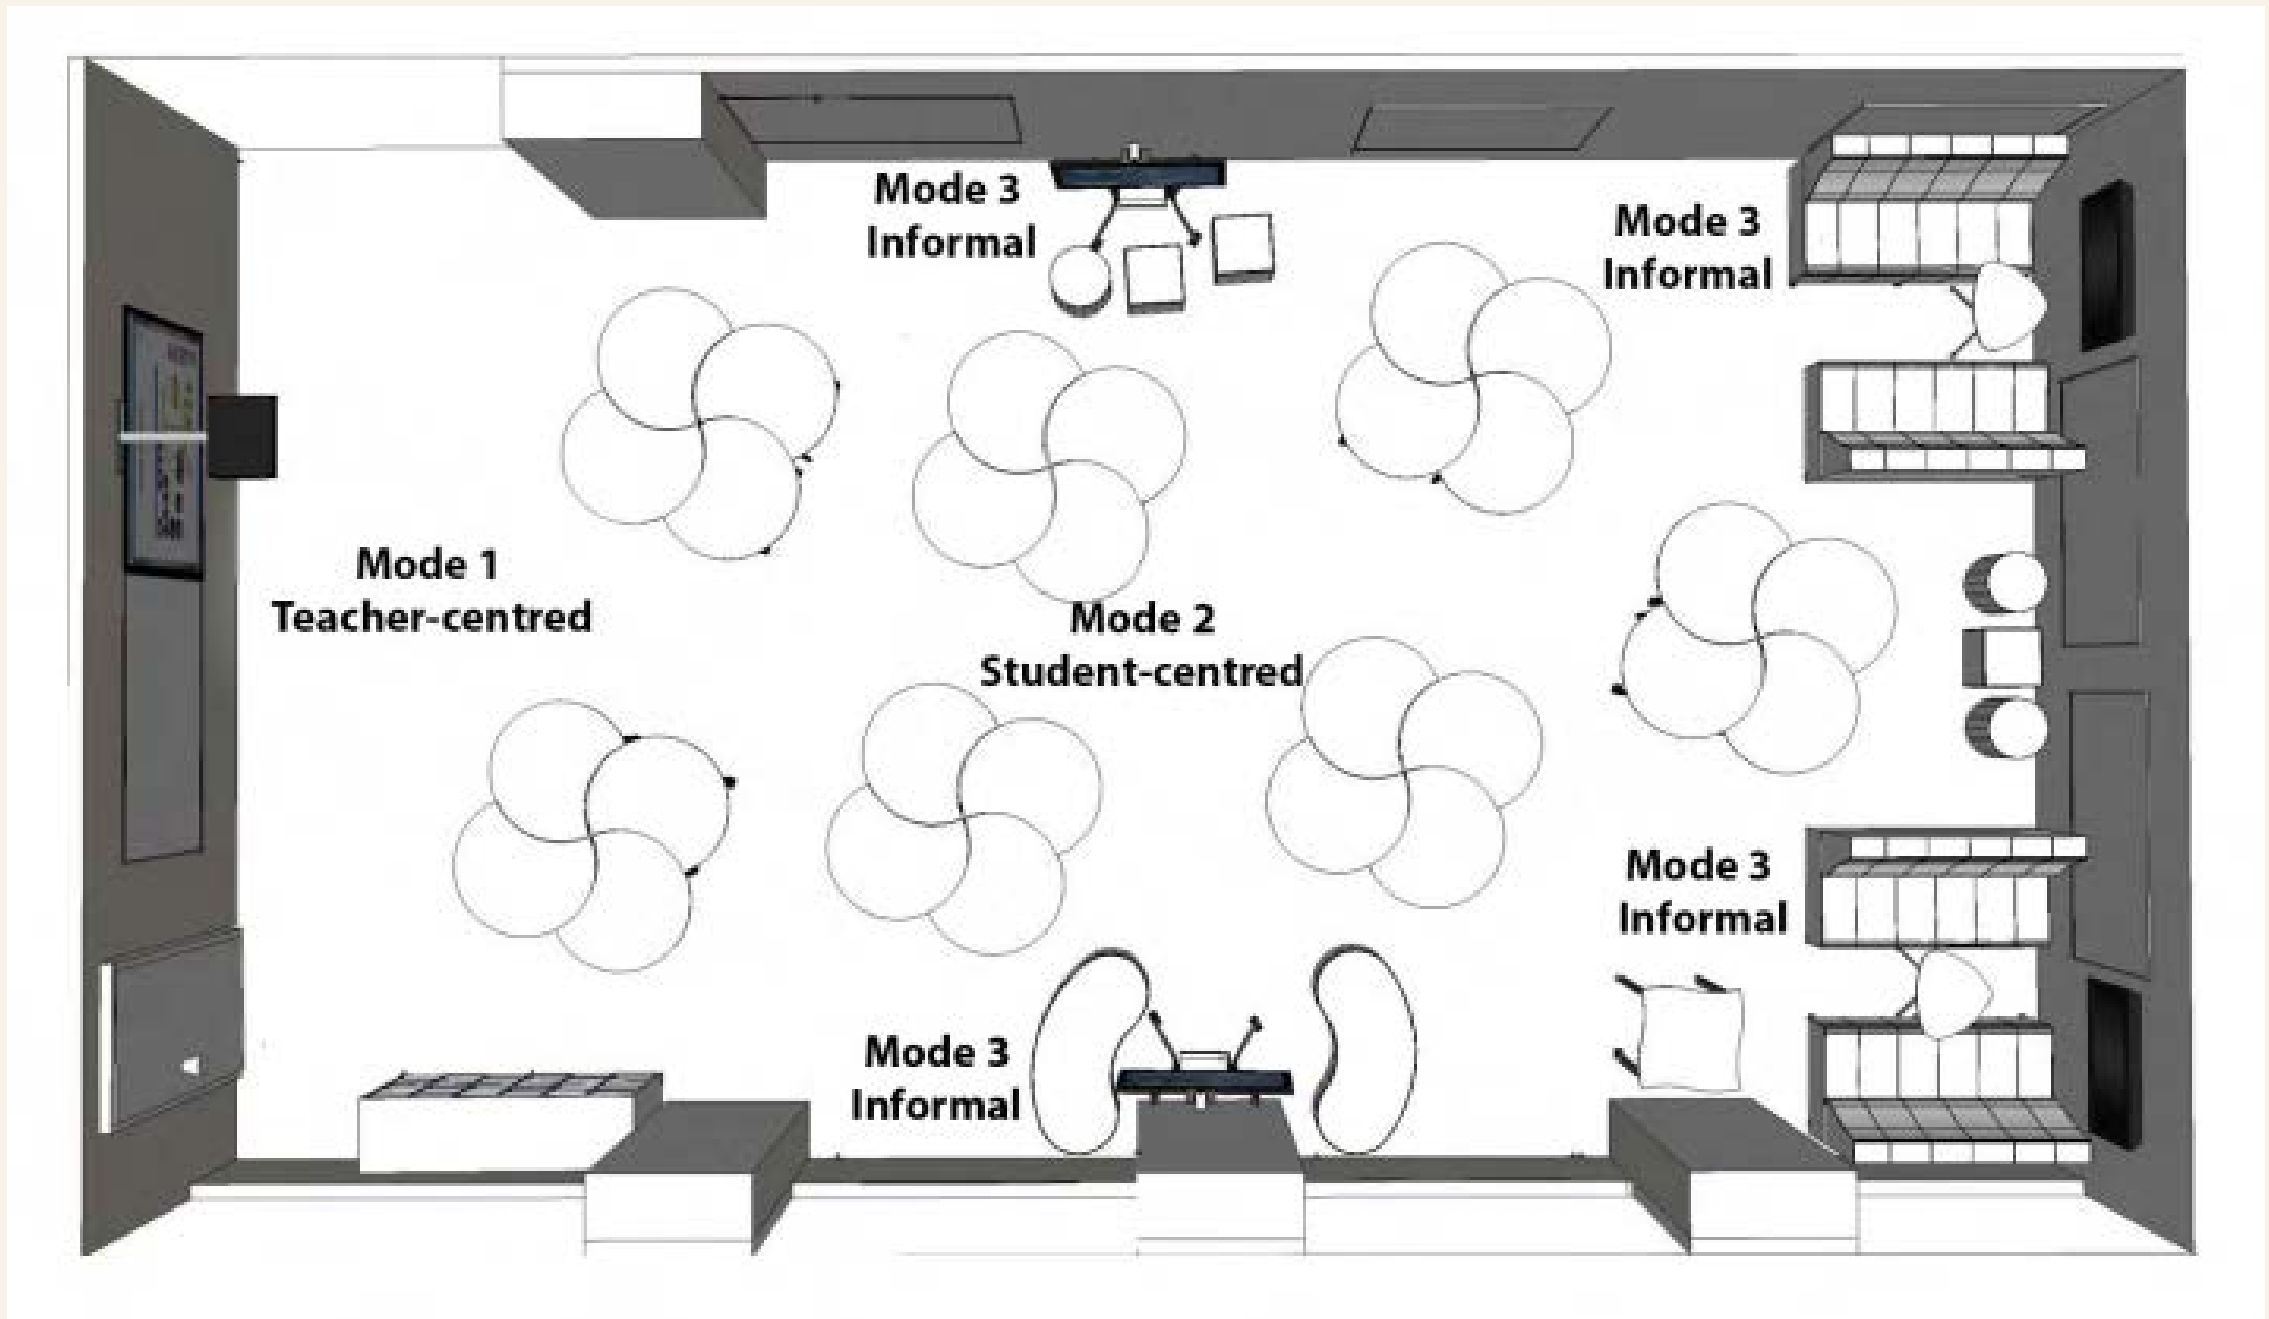 Mode 3
Informal
Mode 3
Informal
Mode 1
Teacher-centred
Mode 2
Student-centred
Mode 3
Informal
Mode 3
Informal